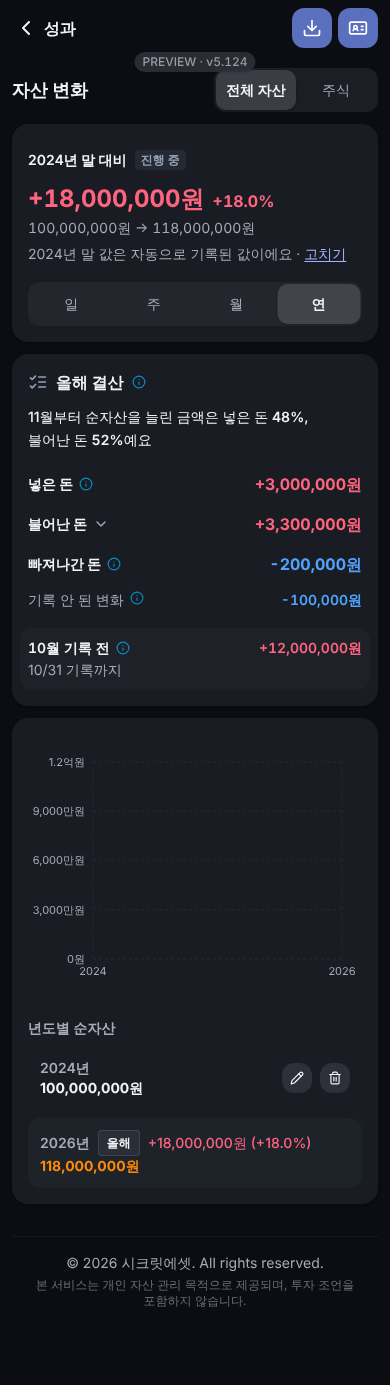 성과
PREVIEW · v5.124
자산 변화
전체 자산
주식
2024년 말 대비 진행 중
+18,000,000원 +18.0%
100,000,000원 → 118,000,000원
2024년 말 값은 자동으로 기록된 값이에요 · 고치기
일
주
월
연
올해 결산
11월부터 순자산을 늘린 금액은 넣은 돈 48%,
불어난 돈 52%예요
넣은 돈 +3,000,000원
불어난 돈 +3,300,000원
빠져나간 돈 -200,000원
기록 안 된 변화 -100,000원
10월 기록 전 +12,000,000원
10/31 기록까지
1.2억원
9,000만원
6,000만원
3,000만원
0원
2024 2026
년도별 순자산
2024년
100,000,000원
2026년 올해 +18,000,000원 (+18.0%)
118,000,000원
© 2026 시크릿에셋. All rights reserved.
본 서비스는 개인 자산 관리 목적으로 제공되며, 투자 조언을
포함하지 않습니다.